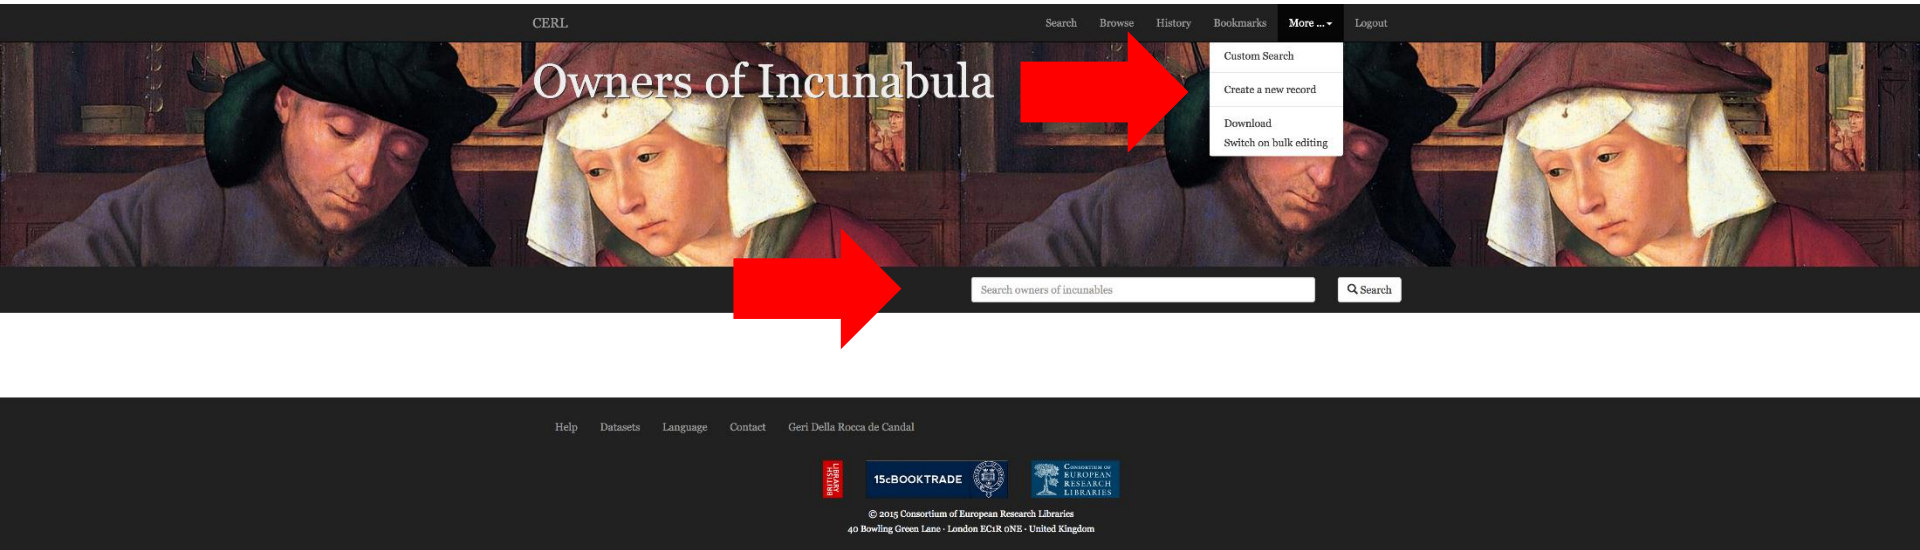 CERL
Search Browse History Bookmarks More ... Logout
Custom Search
Create a new record
Download
Switch on bulk editing
Owners of Incunabula
Search owners of incunables
Search
Help Datasets Language Contact Geri Della Rocca de Candal
BRITISH
LIBRARY
15cBOOKTRADE
CONSORTIUM OF
EUROPEAN
RESEARCH
LIBRARIES
© 2015 Consortium of European Research Libraries
40 Bowling Green Lane · London EC1R 0NE · United Kingdom